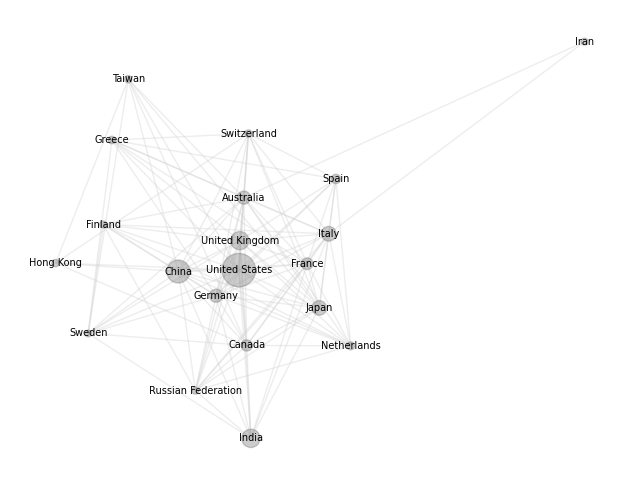 Iran
Taiwan
Switzerland
Greece
Spain
Australia
Finland
Italy
United Kingdom
Hong Kong
France
China
United States
Germany
Japan
Sweden
Canada
Netherlands
Russian Federation
India